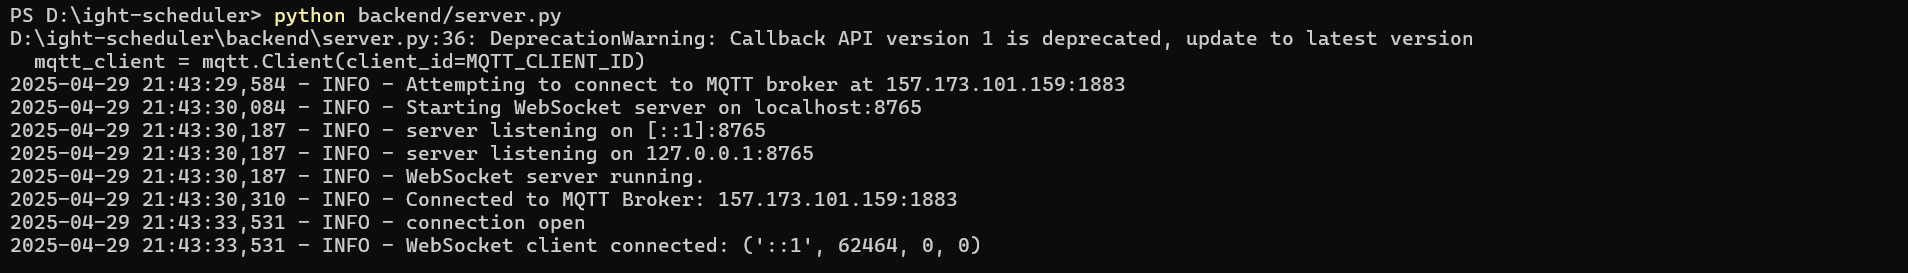 PS D:\ight-scheduler> python backend/server.py
D:\ight-scheduler\backend\server.py:36: DeprecationWarning: Callback API version 1 is deprecated, update to latest version
  mqtt_client = mqtt.Client(client_id=MQTT_CLIENT_ID)
2025-04-29 21:43:29,584 - INFO - Attempting to connect to MQTT broker at 157.173.101.159:1883
2025-04-29 21:43:30,084 - INFO - Starting WebSocket server on localhost:8765
2025-04-29 21:43:30,187 - INFO - server listening on [::1]:8765
2025-04-29 21:43:30,187 - INFO - server listening on 127.0.0.1:8765
2025-04-29 21:43:30,187 - INFO - WebSocket server running.
2025-04-29 21:43:30,310 - INFO - Connected to MQTT Broker: 157.173.101.159:1883
2025-04-29 21:43:33,531 - INFO - connection open
2025-04-29 21:43:33,531 - INFO - WebSocket client connected: ('::1', 62464, 0, 0)